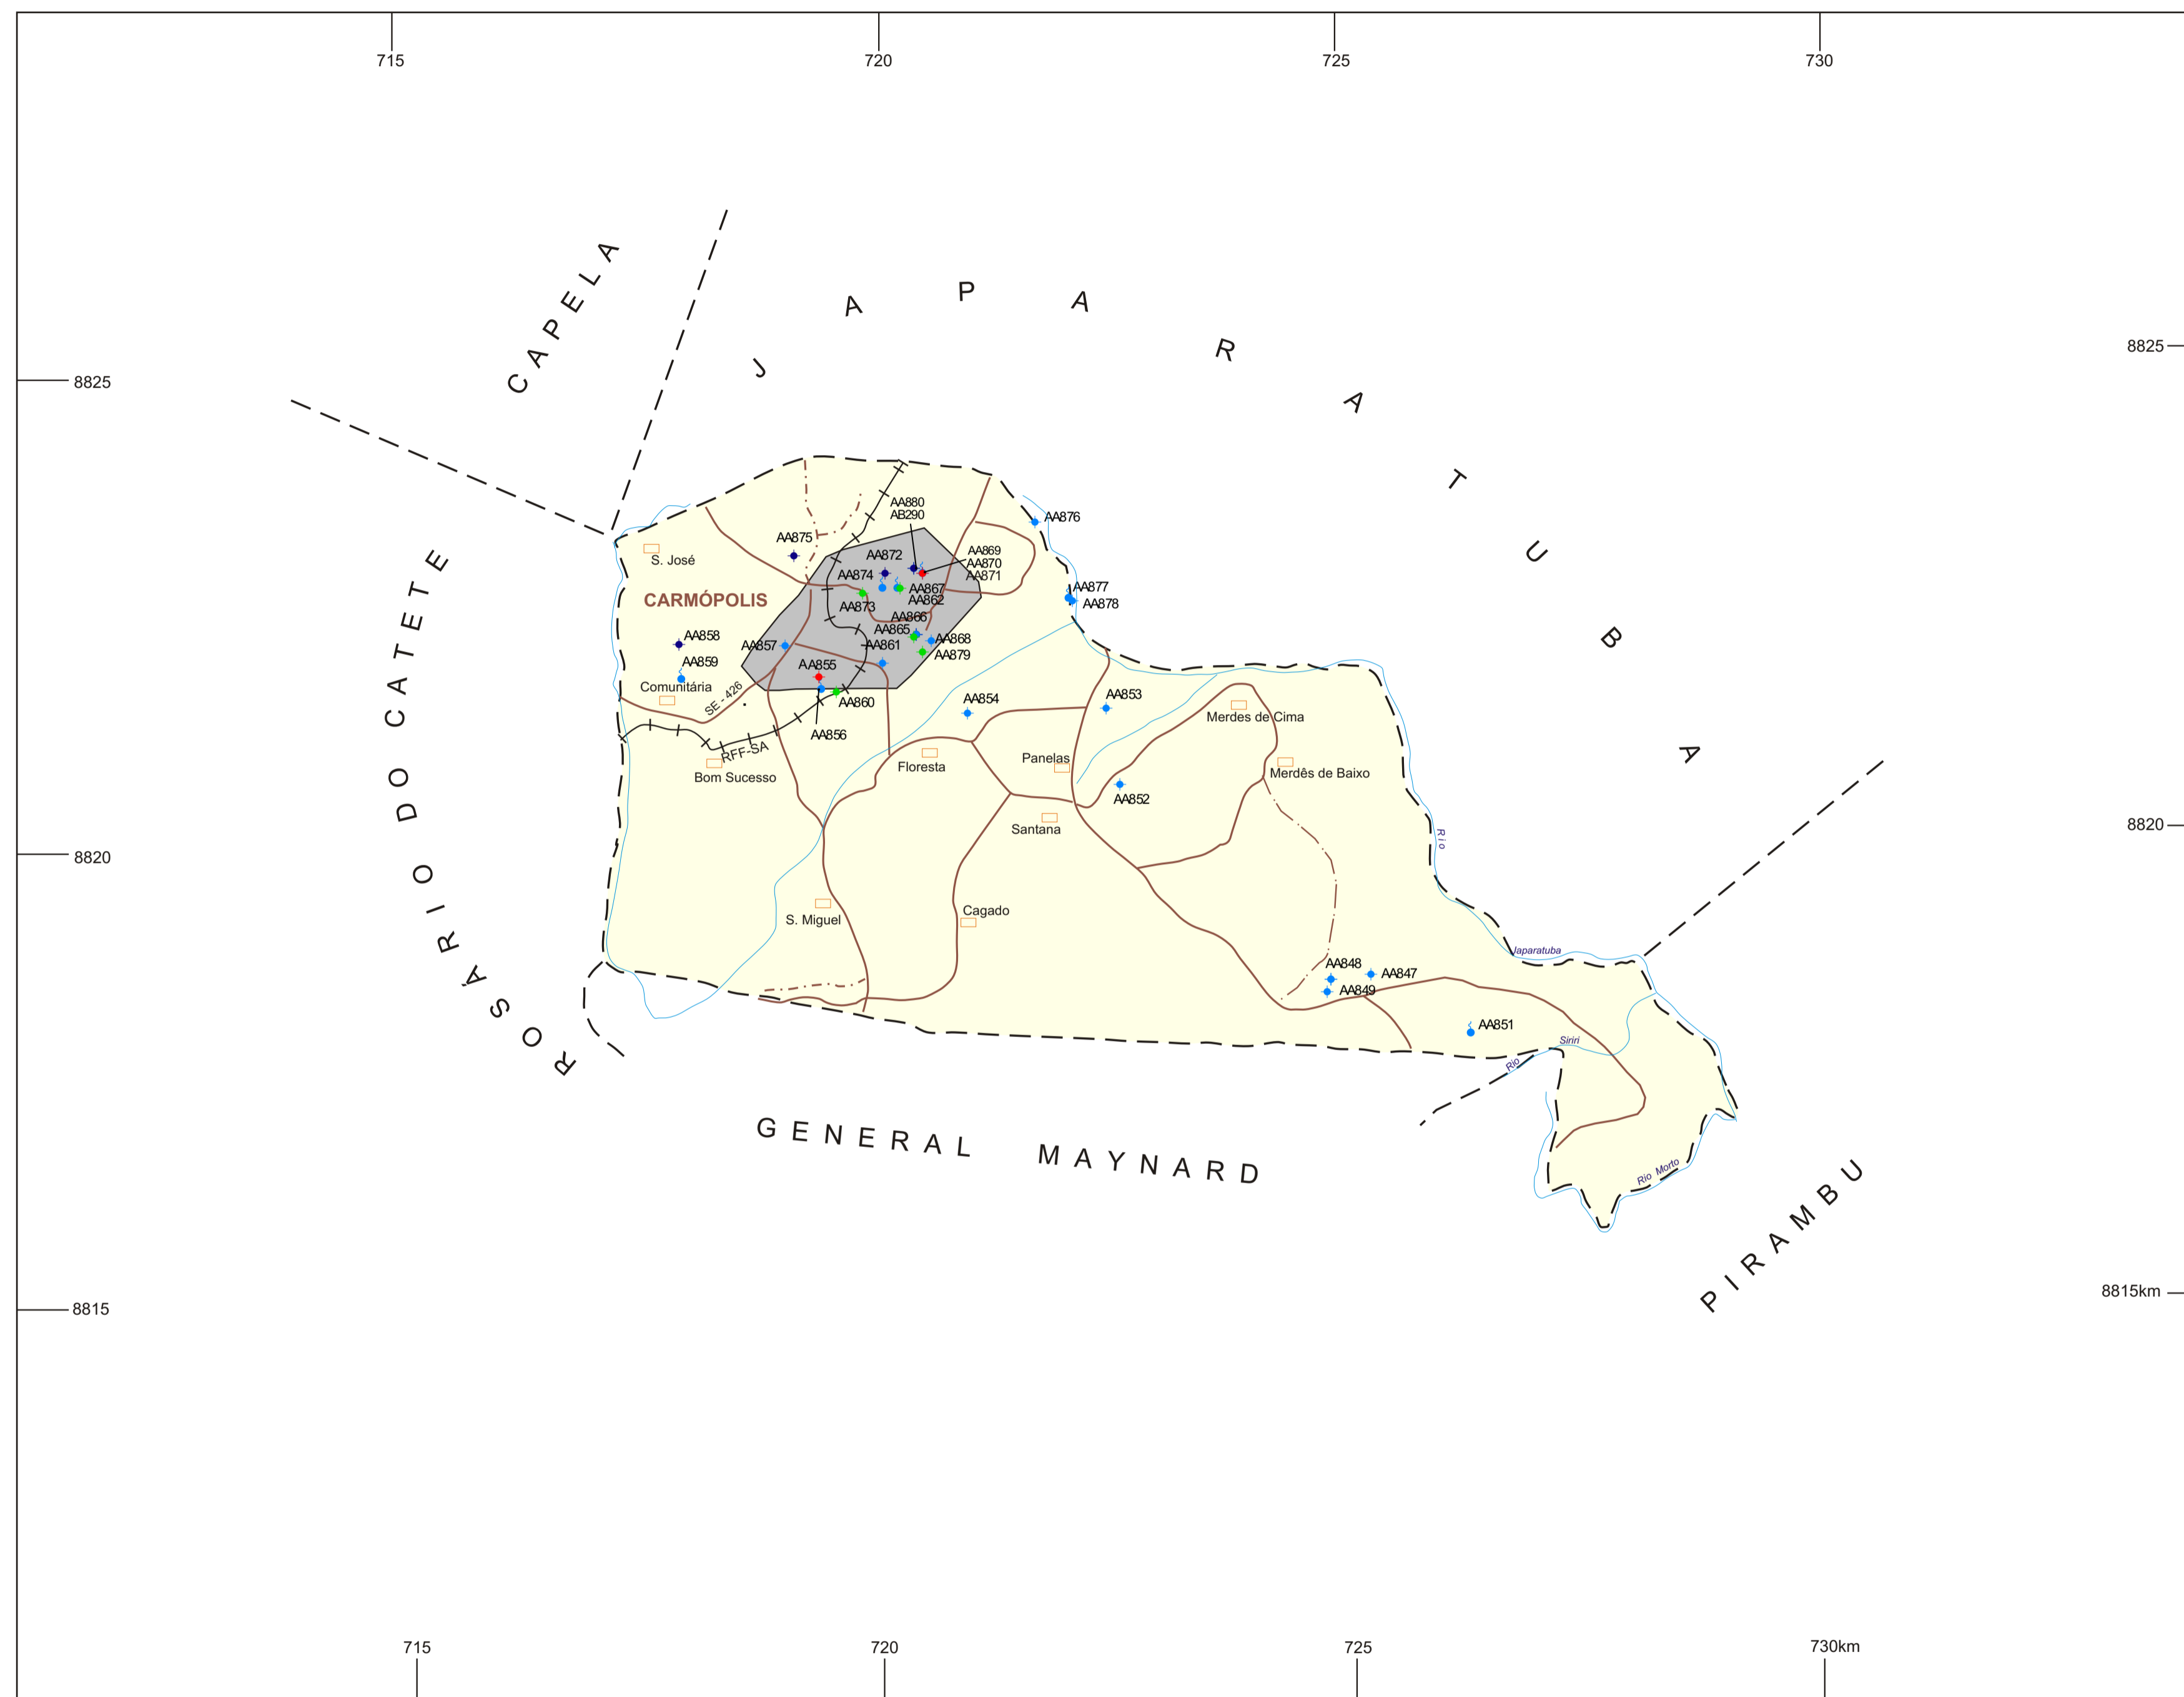 715
720
725
730
CAPELA
JAPARATUBA
8825
8825
AA880
AB290
AA876
AA875
AA872
AA869
AA870
AA871
S. José
AA874
AA867
AA877
CARMÓPOLIS
AA862
AA878
AA873
AA866
AA865
AA858
AA868
AA857
AA861
AA879
AA859
AA855
Comunitária
SE - 426
AA860
AA854
AA853
Merdes de Cima
AA856
RFF-SA
Floresta
Panelas
Bom Sucesso
Merdês de Baixo
AA852
Santana
8820
Rio
8820
ROSÁRIO DO CATETE
Cagado
S. Miguel
Japaratuba
AA848
AA847
AA849
AA851
Siriri
Rio
GENERAL MAYNARD
Rio Morto
PIRAMBU
8815
8815km
715
720
725
730km